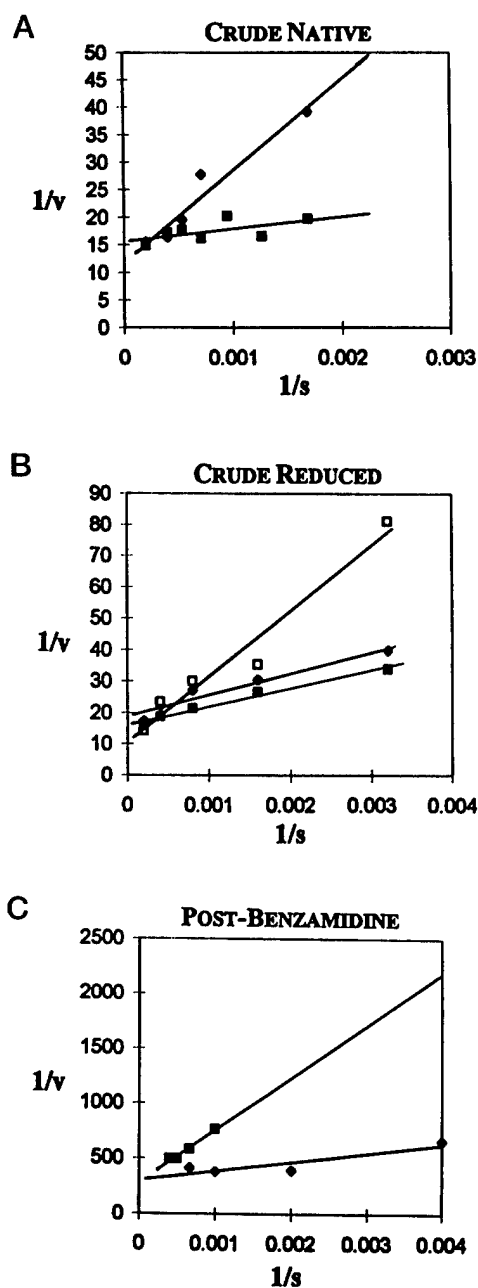 A
CRUDE NATIVE
50
45
40
35
30
25
20
15
10
5
0
1/v
0 0.001 0.002 0.003
1/s
B
CRUDE REDUCED
90
80
70
60
50
40
30
20
10
0
1/v
0 0.001 0.002 0.003 0.004
1/s
C
POST-BENZAMIDINE
2500
2000
1500
1000
500
0
1/v
0 0.001 0.002 0.003 0.004
1/s